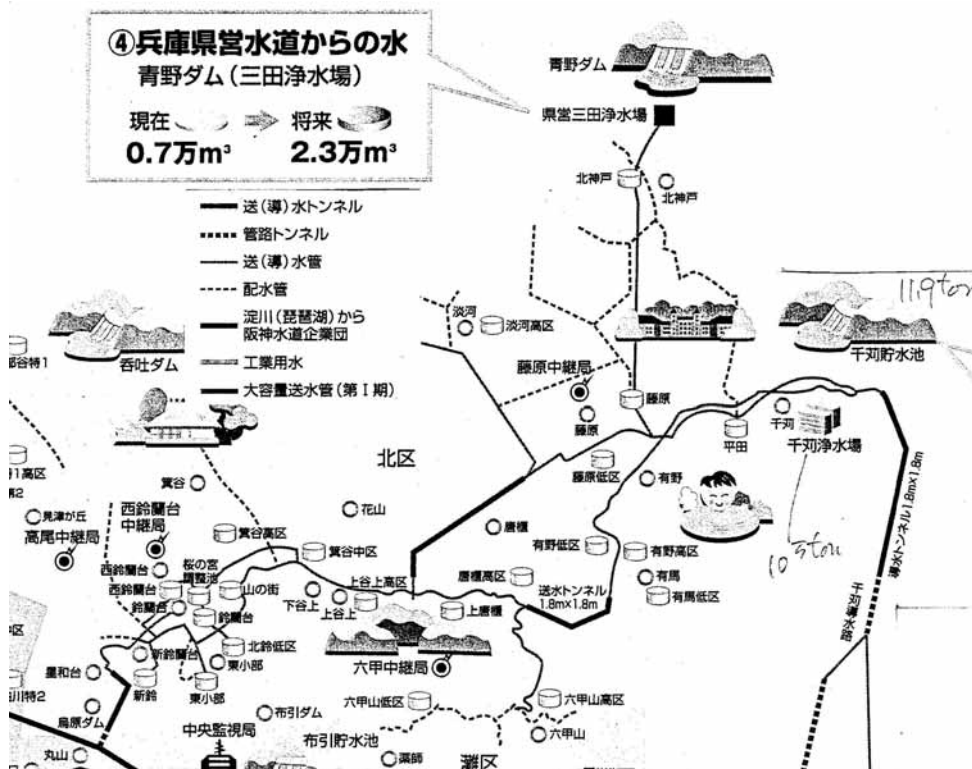 ④兵庫県営水道からの水
青野ダム(三田浄水場)
現在 将来
0.7万m³ 2.3万m³
送(導)水トンネル
管路トンネル
送(導)水管
配水管
淀川(琵琶湖)から
阪神水道企業団
工業用水
大容量送水管(第Ⅰ期)
青野ダム
県営三田浄水場
北神戸
北神戸
11.9ton
千苅貯水池
呑吐ダム
淡河
淡河高区
藤原中継局
藤原
藤原
平田
千苅
千苅浄水場
藤原低区
北区
有野
箕谷
花山
唐櫃
見津が丘
高尾中継局
西鈴蘭台
中継局
箕谷高区
箕谷中区
有野低区
有野高区
導水トンネル1.8m×1.8m
西鈴蘭台
桜の宮
調整池
西鈴蘭台
山の街
鈴蘭台
鈴蘭台
下谷上
上谷上
上谷上高区
唐櫃高区
上唐櫃
送水トンネル
1.8m×1.8m
有馬
有馬低区
千苅導水路
新鈴蘭台
北鈴低区
東小部
東小部
星和台
新鈴
烏原ダム
六甲中継局
六甲山低区
六甲山高区
六甲山
布引ダム
中央監視局
布引貯水池
丸山
薬師
灘区